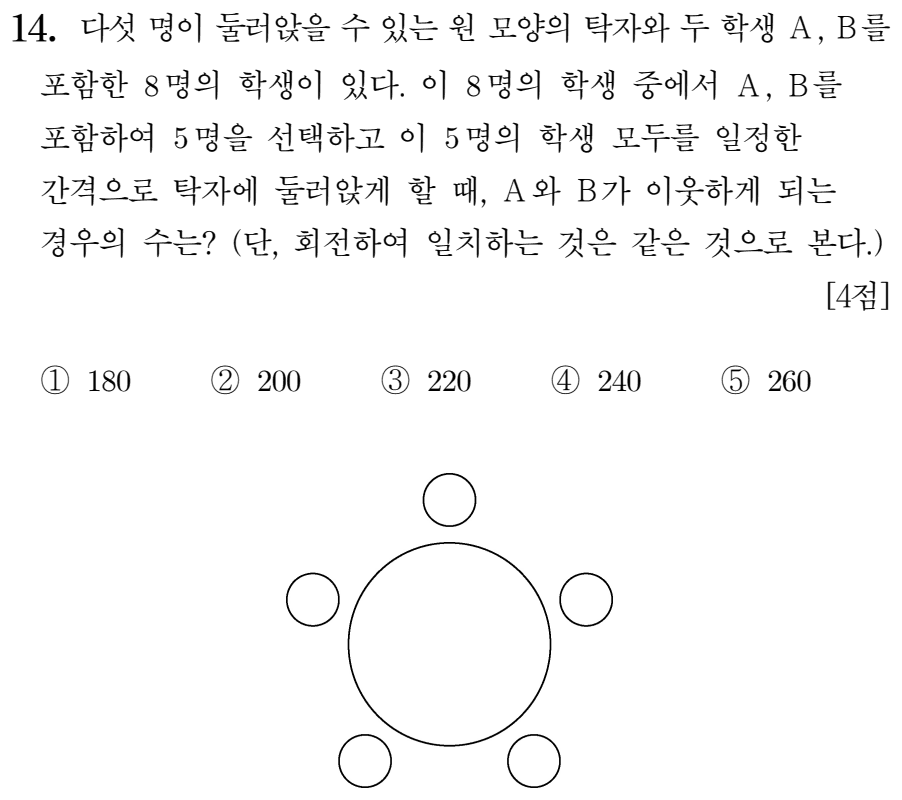 14. 다섯 명이 둘러앉을 수 있는 원 모양의 탁자와 두 학생 A, B를
포함한 8명의 학생이 있다. 이 8명의 학생 중에서 A, B를
포함하여 5명을 선택하고 이 5명의 학생 모두를 일정한
간격으로 탁자에 둘러앉게 할 때, A와 B가 이웃하게 되는
경우의 수는? (단, 회전하여 일치하는 것은 같은 것으로 본다.)
[4점]
① 180 ② 200 ③ 220 ④ 240 ⑤ 260